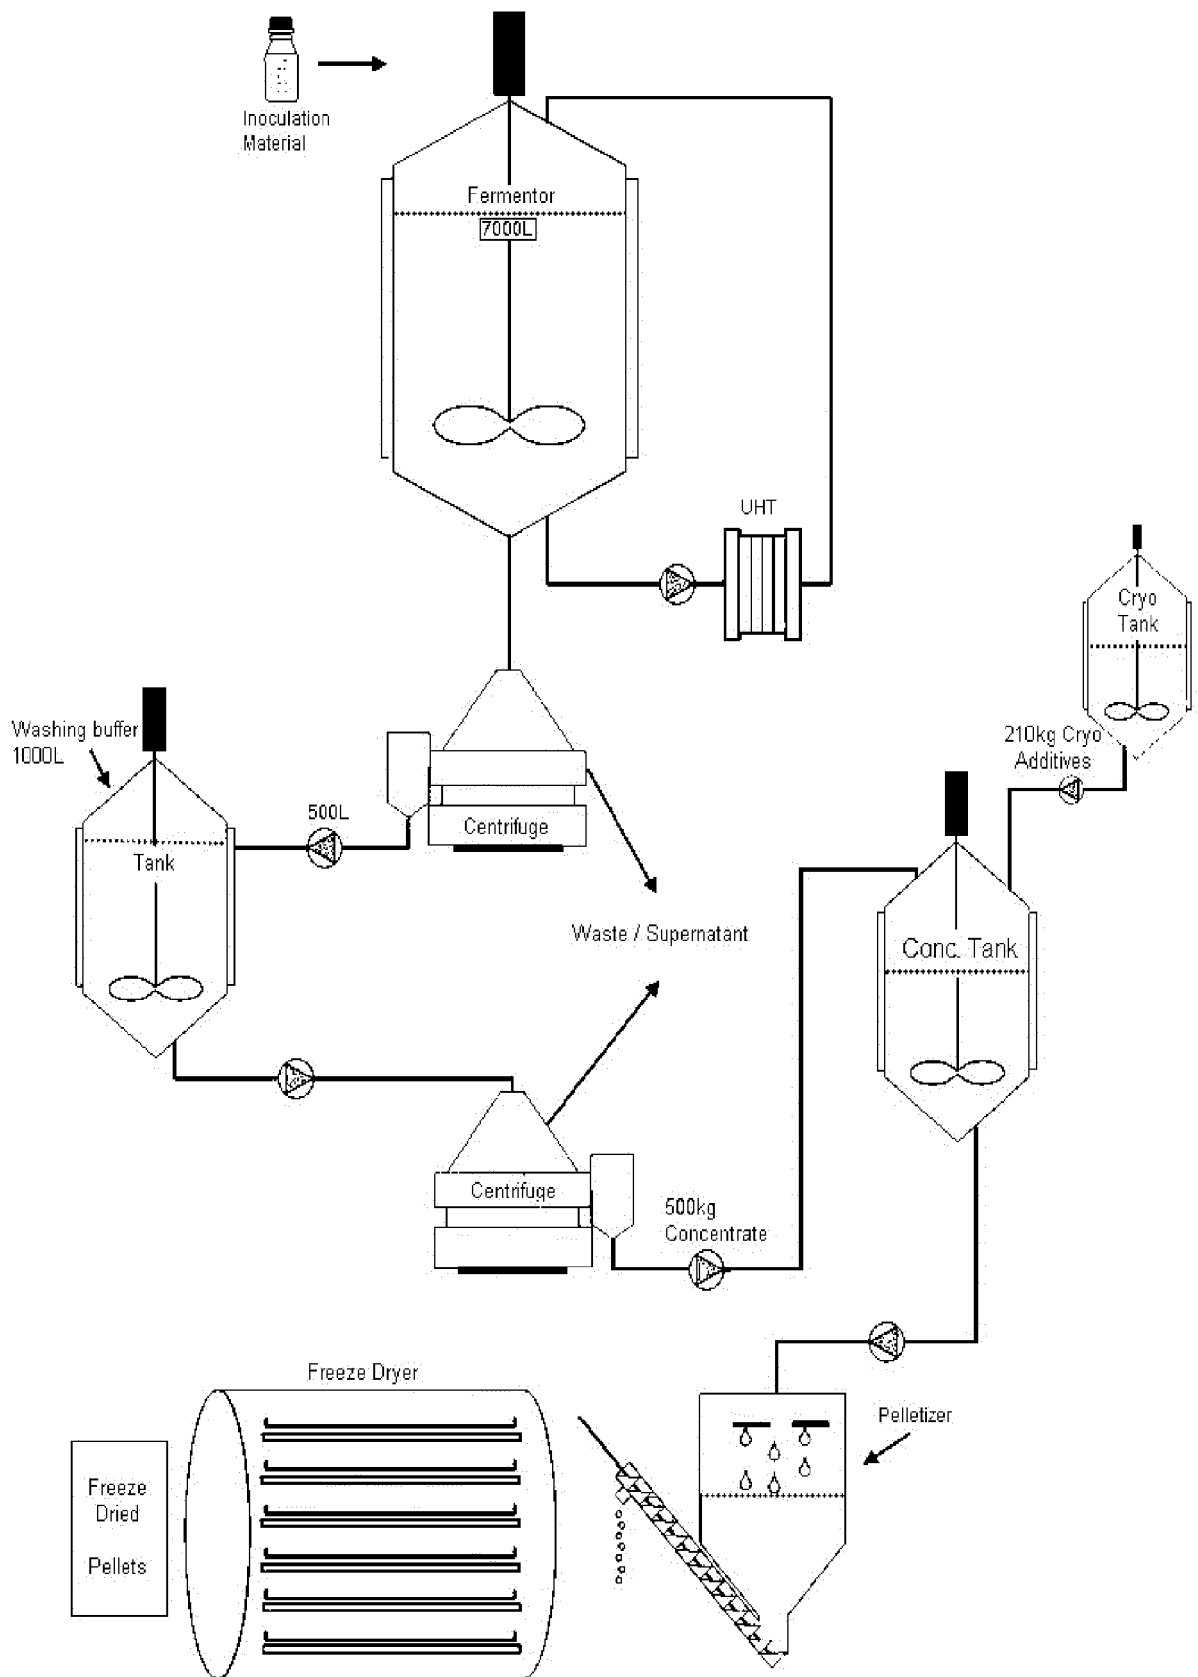 Inoculation
Material
Fermentor
7000L
UHT
Cryo
Tank
210kg Cryo
Additives
Washing buffer
1000L
500L
Centrifuge
Tank
Waste / Supernatant
Conc. Tank
Centrifuge
500kg
Concentrate
Freeze Dryer
Pelletizer
Freeze
Dried
Pellets